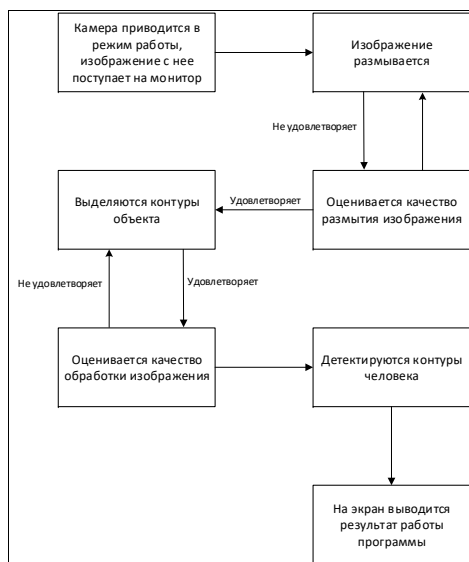 Камера приводится в
режим работы,
изображение с нее
поступает на монитор
Изображение
размывается
Не удовлетворяет
Выделяются контуры
объекта
Удовлетворяет
Оценивается качество
размытия изображения
Не удовлетворяет
Удовлетворяет
Оценивается качество
обработки изображения
Детектируются контуры
человека
На экран выводится
результат работы
программы